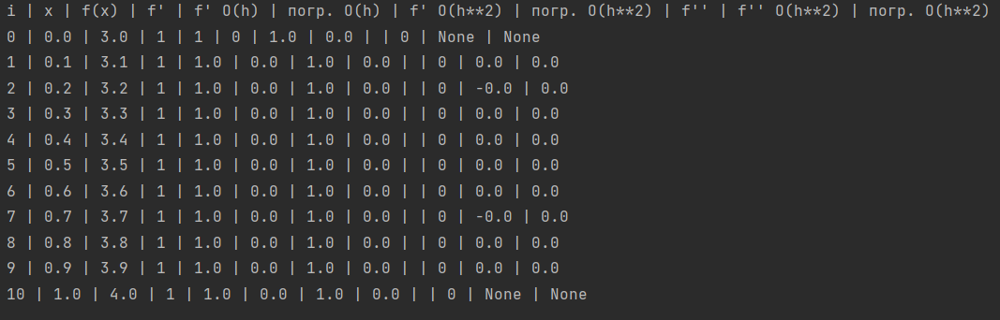 i | x | f(x) | f' | f' O(h) | погр. O(h) | f' O(h**2) | погр. O(h**2) | f'' | f'' O(h**2) | погр. O(h**2)
0 | 0.0 | 3.0 | 1 | 1 | 0 | 1.0 | 0.0 | | 0 | None | None
1 | 0.1 | 3.1 | 1 | 1.0 | 0.0 | 1.0 | 0.0 | | 0 | 0.0 | 0.0
2 | 0.2 | 3.2 | 1 | 1.0 | 0.0 | 1.0 | 0.0 | | 0 | -0.0 | 0.0
3 | 0.3 | 3.3 | 1 | 1.0 | 0.0 | 1.0 | 0.0 | | 0 | 0.0 | 0.0
4 | 0.4 | 3.4 | 1 | 1.0 | 0.0 | 1.0 | 0.0 | | 0 | 0.0 | 0.0
5 | 0.5 | 3.5 | 1 | 1.0 | 0.0 | 1.0 | 0.0 | | 0 | 0.0 | 0.0
6 | 0.6 | 3.6 | 1 | 1.0 | 0.0 | 1.0 | 0.0 | | 0 | 0.0 | 0.0
7 | 0.7 | 3.7 | 1 | 1.0 | 0.0 | 1.0 | 0.0 | | 0 | -0.0 | 0.0
8 | 0.8 | 3.8 | 1 | 1.0 | 0.0 | 1.0 | 0.0 | | 0 | 0.0 | 0.0
9 | 0.9 | 3.9 | 1 | 1.0 | 0.0 | 1.0 | 0.0 | | 0 | 0.0 | 0.0
10 | 1.0 | 4.0 | 1 | 1.0 | 0.0 | 1.0 | 0.0 | | 0 | None | None